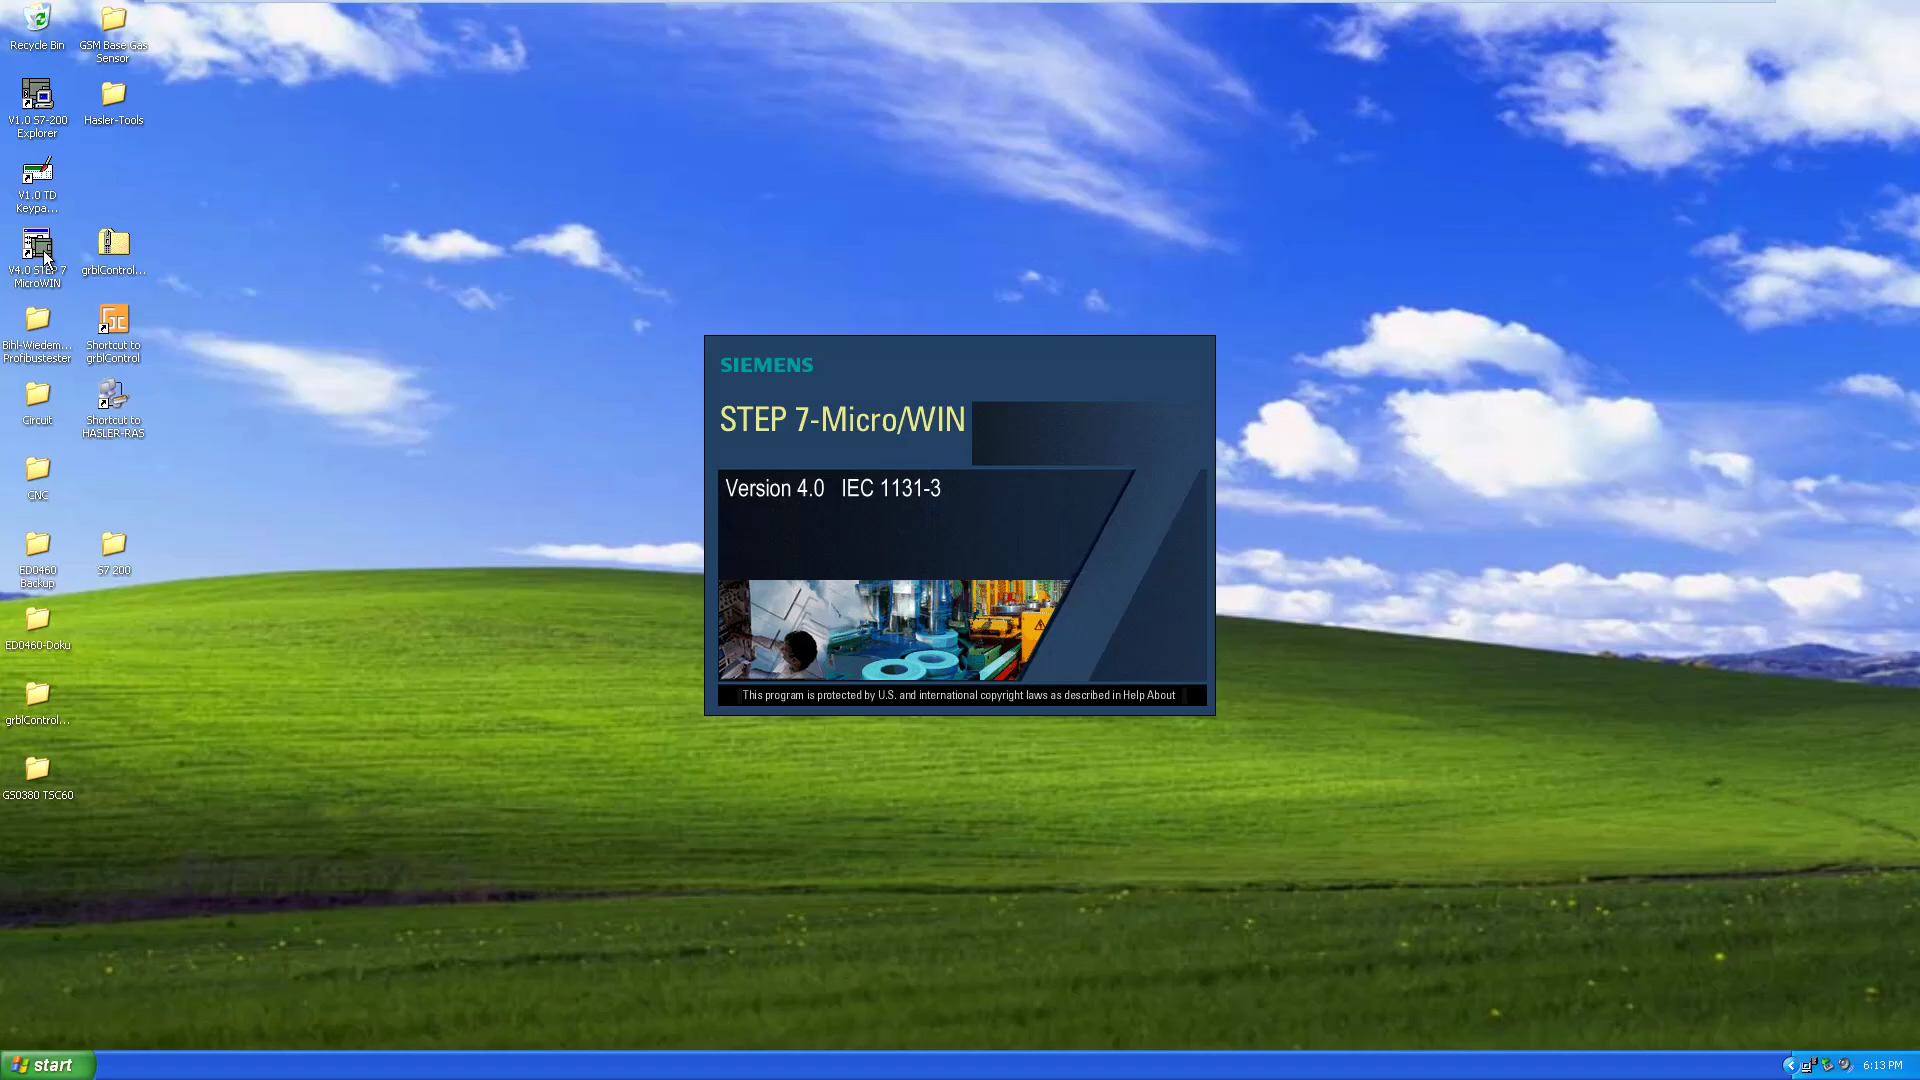 Recycle Bin
GSM Base Gas
Sensor
V1.0 S7-200
Explorer
Hasler-Tools
V1.0 TD
Keypa...
V4.0 STEP 7
MicroWIN
grblControl...
Bihl-Wiedem...
Profibustester
Shortcut to
grblControl
Circuit
Shortcut to
HASLER-RAS
CNC
ED0460
Backup
S7 200
ED0460-Doku
grblControl...
GS0380 TSC60
SIEMENS
STEP 7-Micro/WIN
Version 4.0 IEC 1131-3
This program is protected by U.S. and international copyright laws as described in Help About
start
6:13 PM